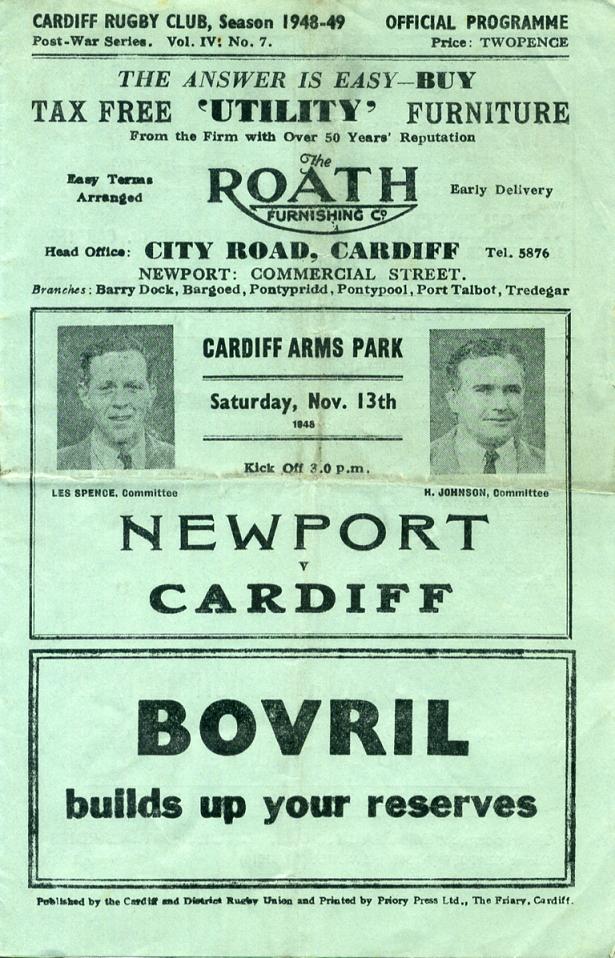 CARDIFF RUGBY CLUB, Season 1948-49 OFFICIAL PROGRAMME
Post-War Series. Vol. IV: No. 7. Price: TWOPENCE
THE ANSWER IS EASY—BUY
TAX FREE 'UTILITY' FURNITURE
From the Firm with Over 50 Years' Reputation
Easy Terms Arranged
The
ROATH
FURNISHING Co
Early Delivery
Head Office: CITY ROAD, CARDIFF Tel. 5876
NEWPORT: COMMERCIAL STREET.
Branches: Barry Dock, Bargoed, Pontypridd, Pontypool, Port Talbot, Tredegar
CARDIFF ARMS PARK
Saturday, Nov. 13th
1948
Kick Off 3.0 p.m.
LES SPENCE, Committee
H. JOHNSON, Committee
NEWPORT
v
CARDIFF
BOVRIL
builds up your reserves
Published by the Cardiff and District Rugby Union and Printed by Priory Press Ltd., The Friary, Cardiff.